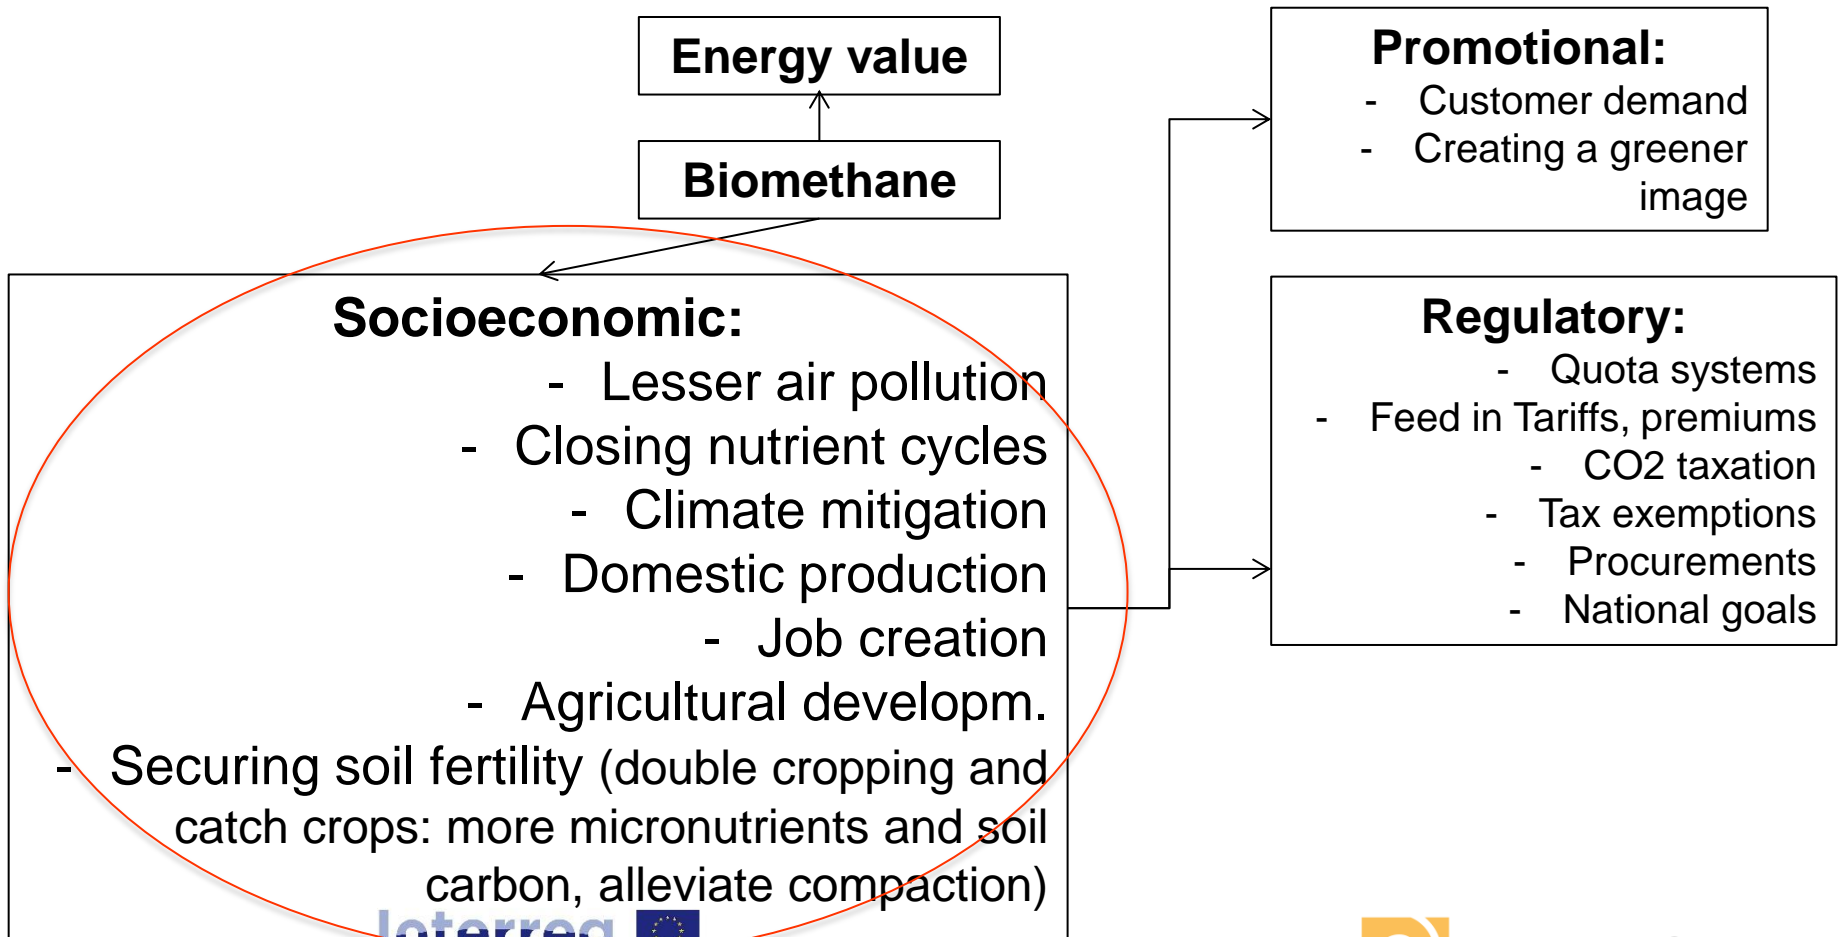 Energy value
Biomethane
Socioeconomic:
- Lesser air pollution
- Closing nutrient cycles
- Climate mitigation
- Domestic production
- Job creation
- Agricultural developm.
- Securing soil fertility (double cropping and
catch crops: more micronutrients and soil
carbon, alleviate compaction)
Interreg
Promotional:
- Customer demand
- Creating a greener
image
Regulatory:
- Quota systems
- Feed in Tariffs, premiums
- CO2 taxation
- Tax exemptions
- Procurements
- National goals